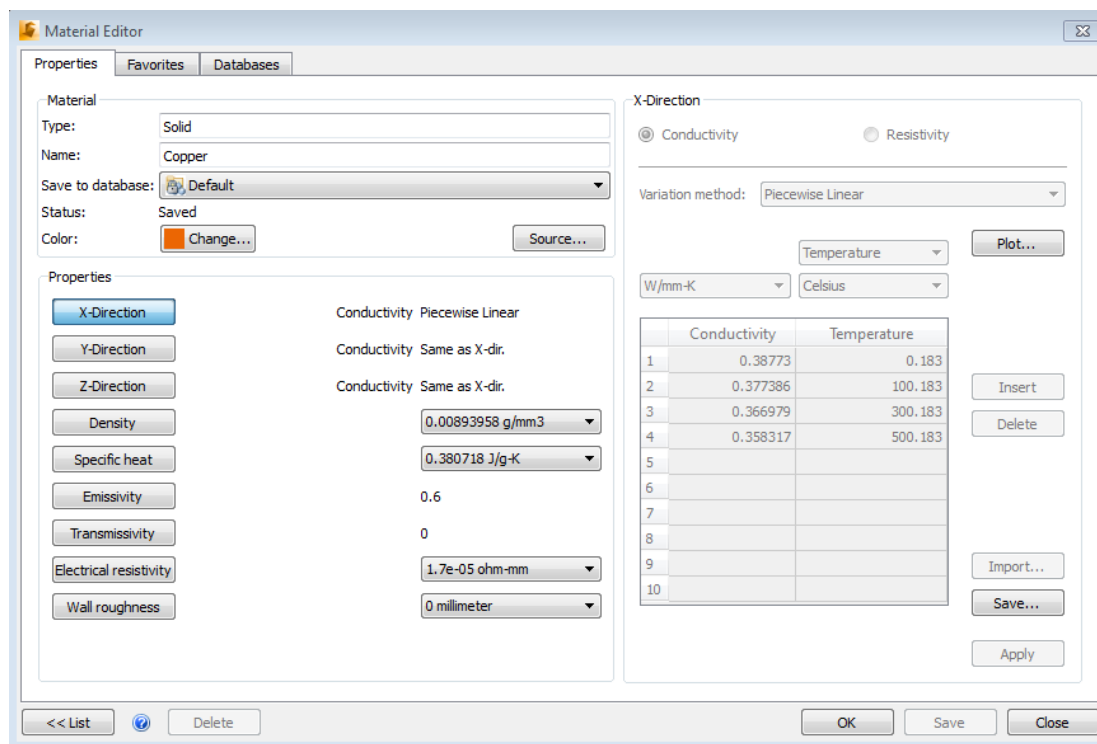 Material Editor
Properties Favorites Databases
Material
Type: Solid
Name: Copper
Save to database: Default
Status: Saved
Color: Change... Source...
Properties
X-Direction Conductivity Piecewise Linear
Y-Direction Conductivity Same as X-dir.
Z-Direction Conductivity Same as X-dir.
Density 0.00893958 g/mm3
Specific heat 0.380718 J/g-K
Emissivity 0.6
Transmissivity 0
Electrical resistivity 1.7e-05 ohm-mm
Wall roughness 0 millimeter
X-Direction
Conductivity Resistivity
Variation method: Piecewise Linear
Temperature Plot...
W/mm-K Celsius
Conductivity Temperature
1 0.38773 0.183
2 0.377386 100.183
3 0.366979 300.183
4 0.358317 500.183
5
6
7
8
9
10
Insert
Delete
Import...
Save...
Apply
<< List ? Delete OK Save Close